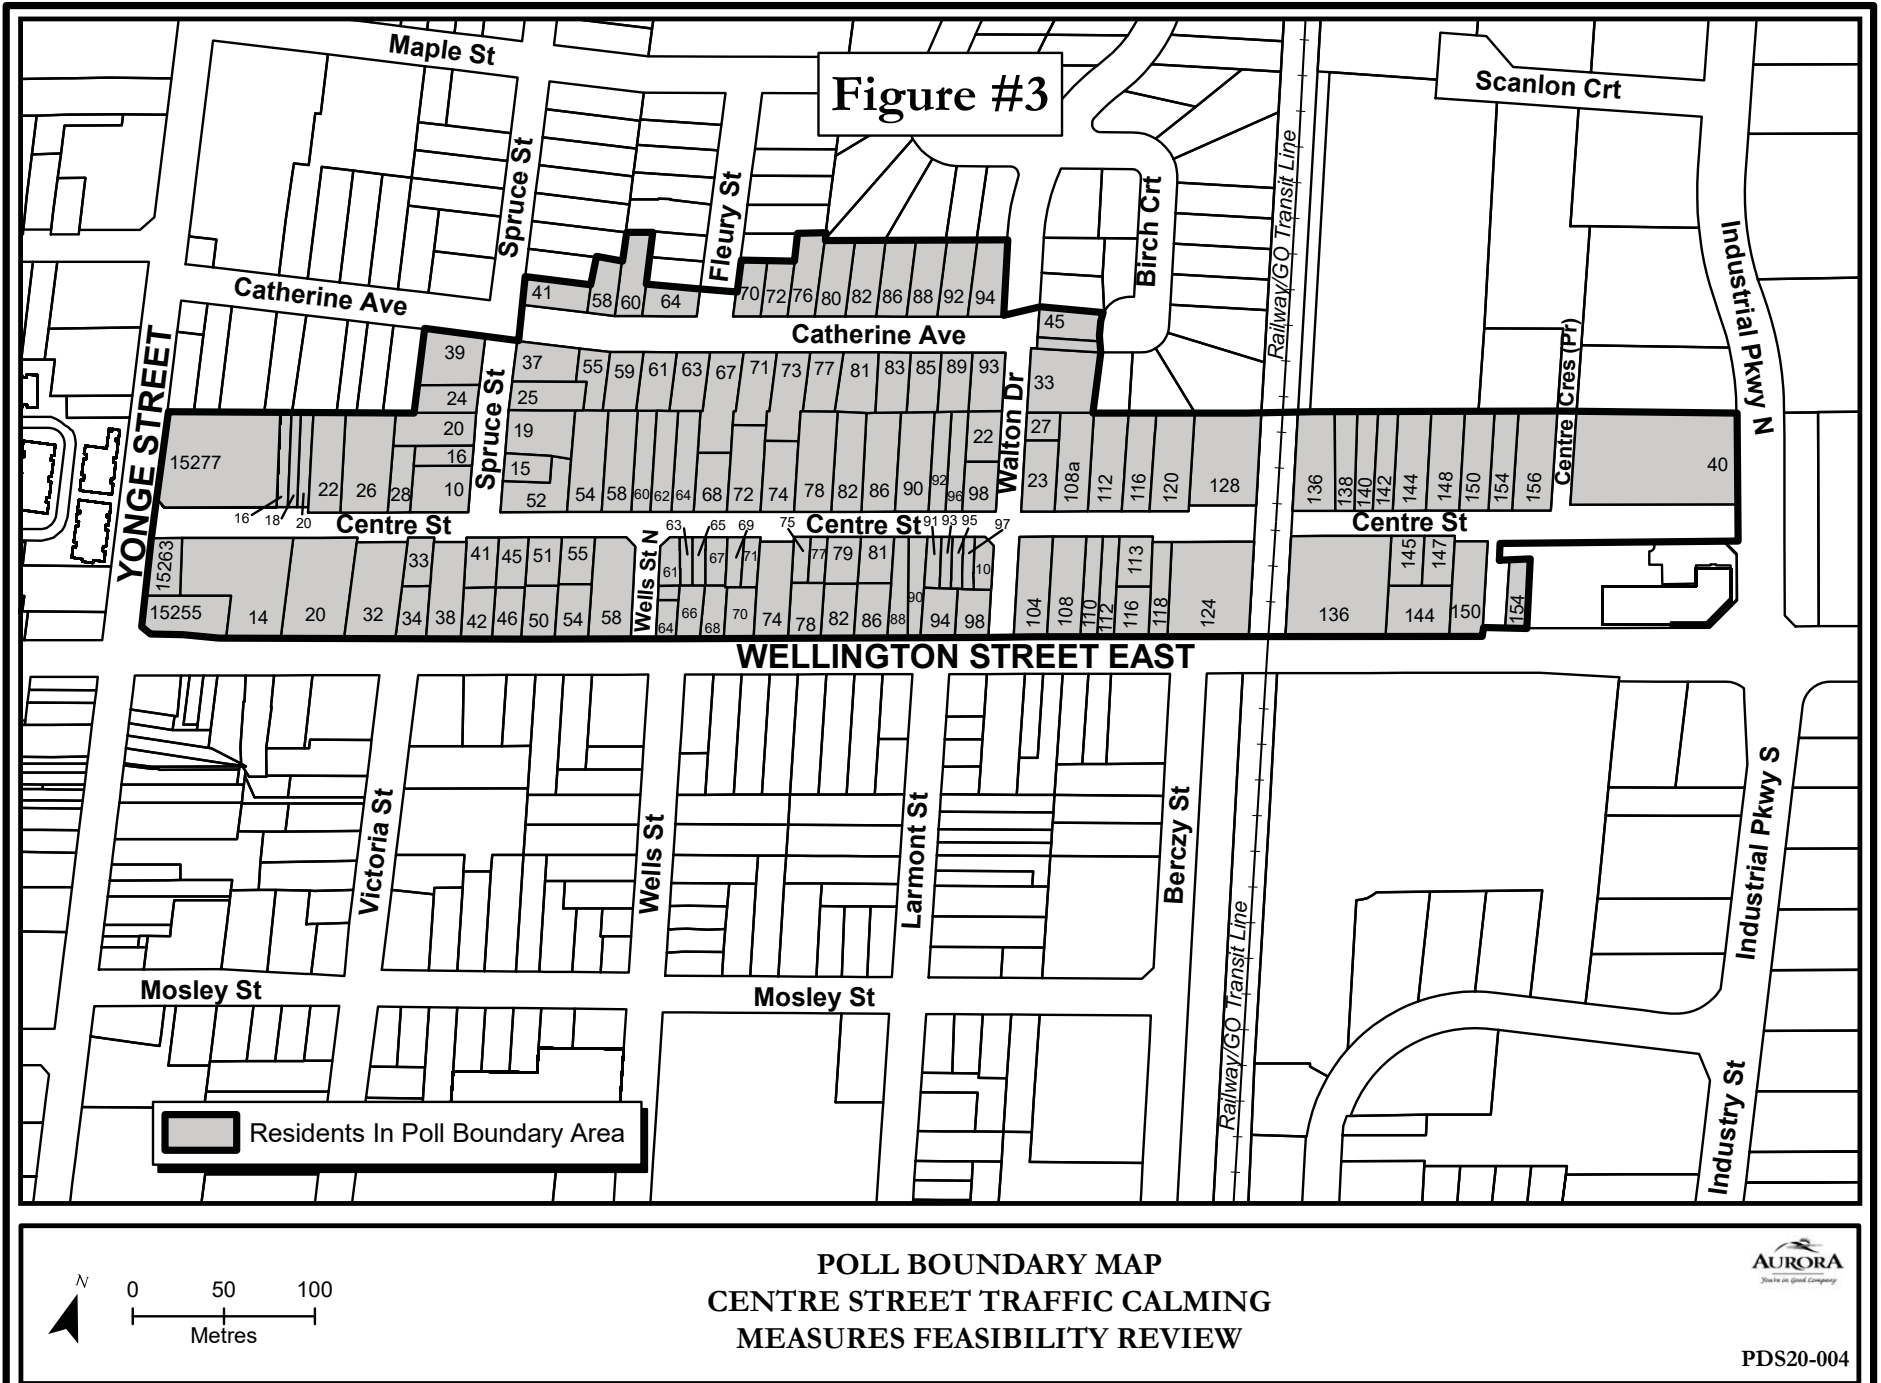 Maple St
Figure #3
Scanlon Crt
Spruce St
Fleury St
Birch Crt
Railway/GO Transit Line
Industrial Pkwy N
Catherine Ave
41 58 60 64 70 72 76 80 82 86 88 92 94
45
Catherine Ave
YONGE STREET
39 37 55 59 61 63 67 71 73 77 81 83 85 89 93 33
Spruce St
Walton Dr
Centre Cres (Pr)
24 25
20 19 22 27
15277 16 15
22 26 28 10 52 54 58 60 62 64 68 72 74 78 82 86 90 92 96 98 23 108a 112 116 120 128 136 138 140 142 144 148 150 154 156 40
16 18 20
Centre St
63 65 69 75
Centre St
91 93 95 97
Centre St
15263 33 41 45 51 55
Wells St N
61 67 71 77 79 81 10 113 145 147
15255 14 20 32 34 38 42 46 50 54 58 64 66 68 70 74 78 82 86 88 90 94 98 104 108 110 112 116 118 124 136 144 150 154
WELLINGTON STREET EAST
Victoria St
Wells St
Larmont St
Berczy St
Railway/GO Transit Line
Industrial Pkwy S
Mosley St
Mosley St
Industry St
Residents In Poll Boundary Area
N
0 50 100
Metres
POLL BOUNDARY MAP
CENTRE STREET TRAFFIC CALMING
MEASURES FEASIBILITY REVIEW
AURORA
You're in Good Company
PDS20-004